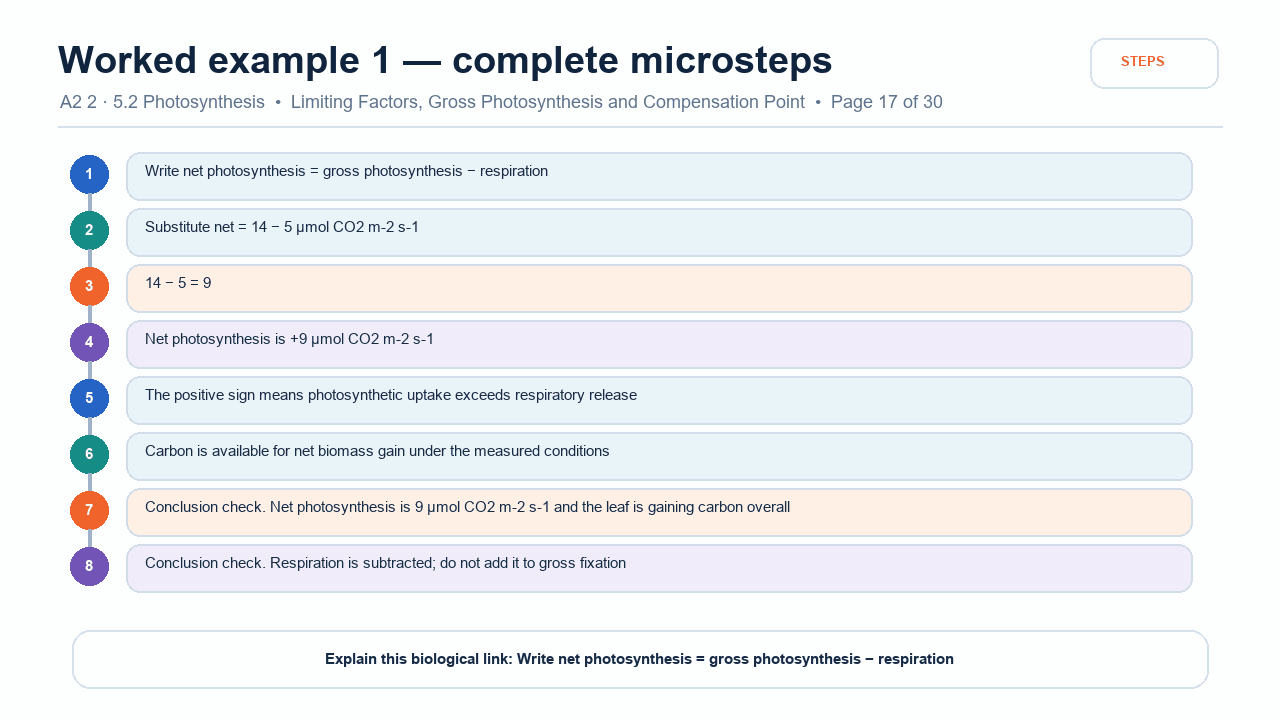 Worked example 1 — complete microsteps
STEPS
A2 2 · 5.2 Photosynthesis • Limiting Factors, Gross Photosynthesis and Compensation Point • Page 17 of 30
1
Write net photosynthesis = gross photosynthesis − respiration
2
Substitute net = 14 − 5 µmol CO2 m-2 s-1
3
14 − 5 = 9
4
Net photosynthesis is +9 µmol CO2 m-2 s-1
5
The positive sign means photosynthetic uptake exceeds respiratory release
6
Carbon is available for net biomass gain under the measured conditions
7
Conclusion check. Net photosynthesis is 9 µmol CO2 m-2 s-1 and the leaf is gaining carbon overall
8
Conclusion check. Respiration is subtracted; do not add it to gross fixation
Explain this biological link: Write net photosynthesis = gross photosynthesis − respiration